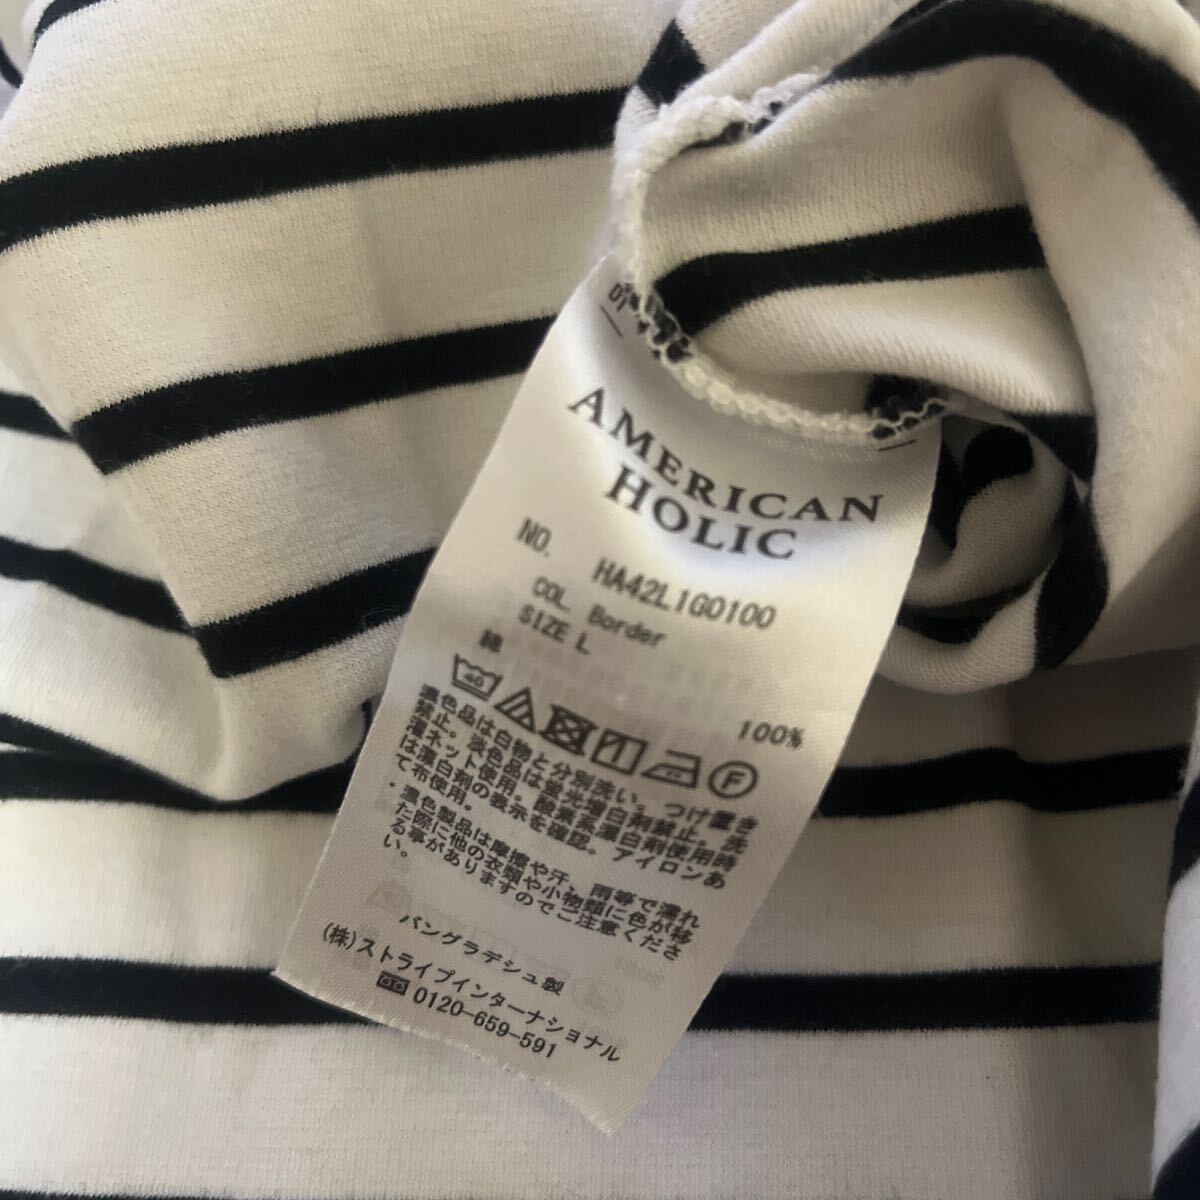 AMERICAN
HOLIC
NO. HA42L1G0100
COL. Border
SIZE L
綿 100%
40
F
濃色品は白物と分別洗い。つけ置き
禁止。淡色品は蛍光増白剤禁止。洗
濯ネット使用。酸素系漂白剤使用時
は漂白剤の表示を確認。アイロンあ
て布使用。
・濃色製品は摩擦や汗、雨等で濡れ
た際に他の衣類や小物類に色が移
る事がありますのでご注意くださ
い。
バングラデシュ製
(株)ストライプインターナショナル
0120-659-591